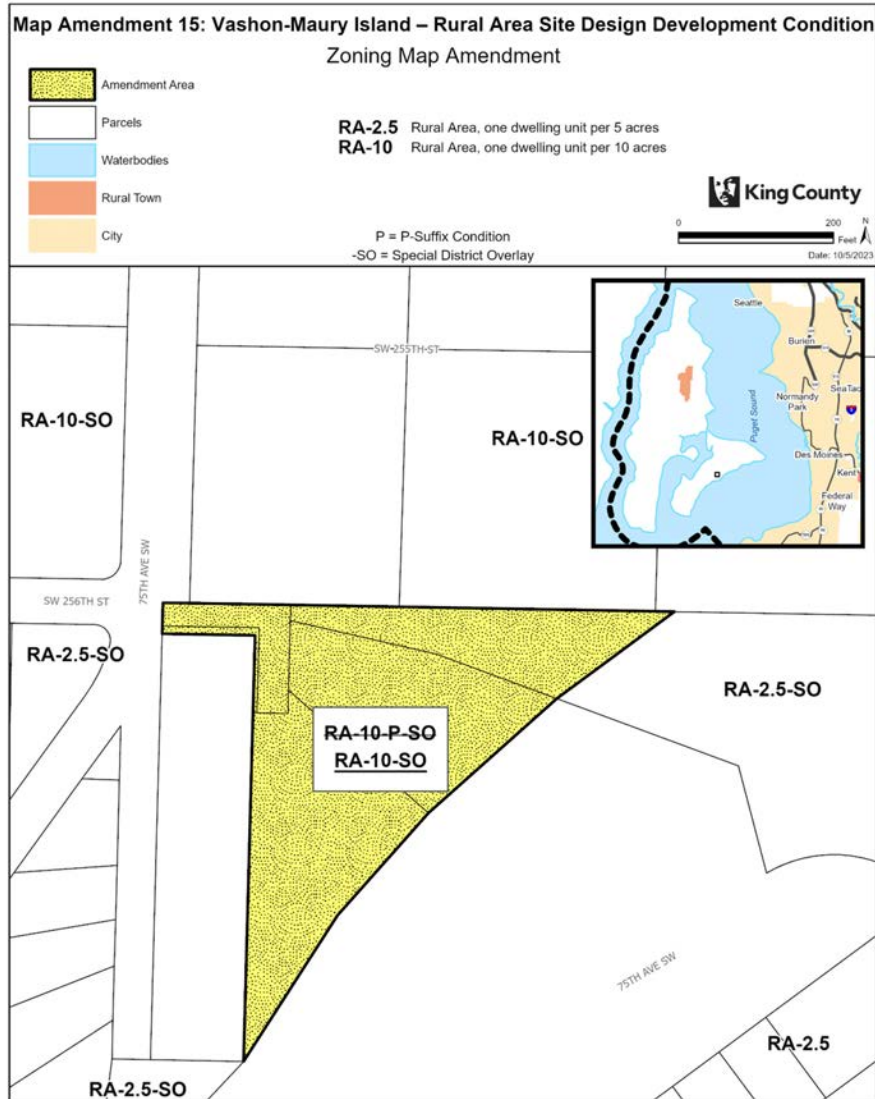 Map Amendment 15: Vashon-Maury Island – Rural Area Site Design Development Condition
Zoning Map Amendment
Amendment Area
Parcels
Waterbodies
Rural Town
City
RA-2.5 Rural Area, one dwelling unit per 5 acres
RA-10 Rural Area, one dwelling unit per 10 acres
P = P-Suffix Condition
-SO = Special District Overlay
King County
0 200
Feet
N
Date: 10/5/2023
SW 255TH ST
RA-10-SO
RA-10-SO
Seattle
Burien
SeaTac
Normandy
Park
Puget Sound
Des Moines
Kent
Federal
Way
75TH AVE SW
SW 256TH ST
RA-2.5-SO
RA-2.5-SO
RA-10-P-SO
RA-10-SO
75TH AVE SW
RA-2.5
RA-2.5-SO